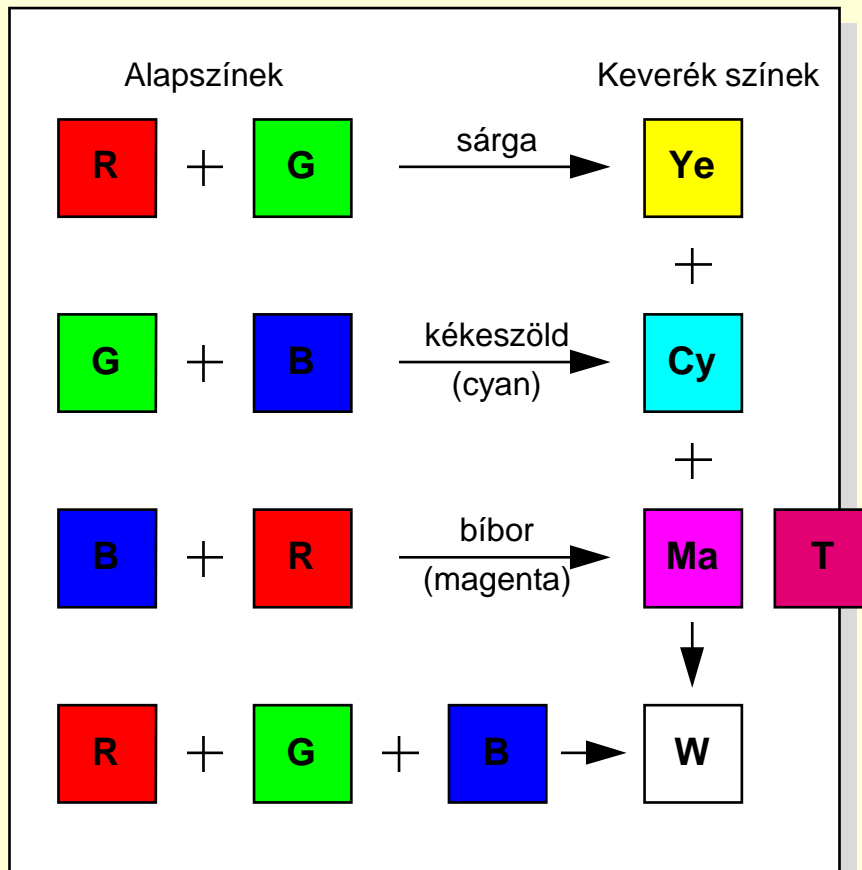 Alapszínek Keverék színek
R + G sárga Ye
+
G + B kékeszöld (cyan) Cy
+
B + R bíbor (magenta) Ma T
R + G + B W